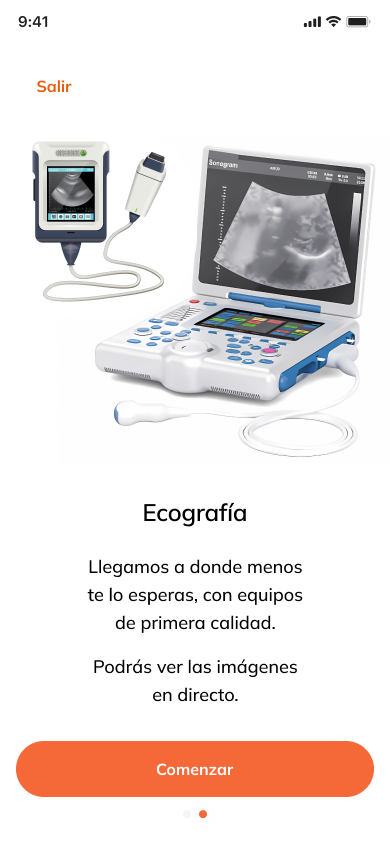 9:41
Salir
Sonogram
Ecografía
Llegamos a donde menos
te lo esperas, con equipos
de primera calidad.
Podrás ver las imágenes
en directo.
Comenzar